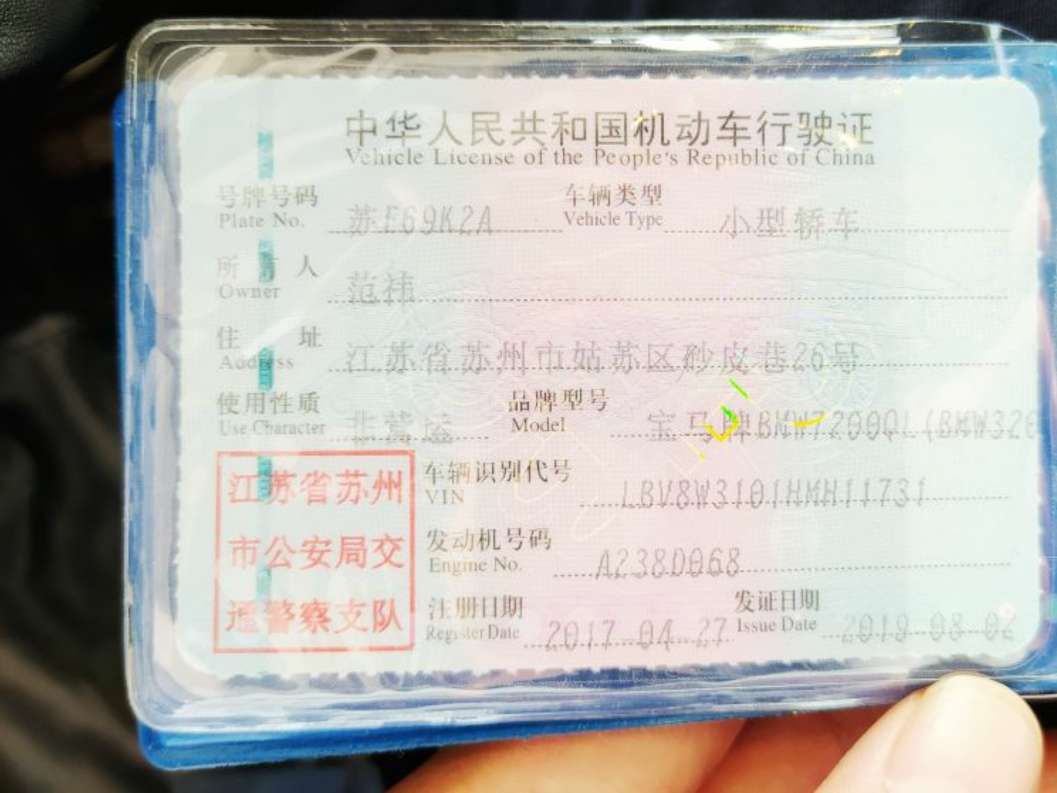 中华人民共和国机动车行驶证
Vehicle License of the People's Republic of China
号牌号码 苏E69K2A 车辆类型 小型轿车
Plate No. Vehicle Type
所有人 范祎
Owner
住址 江苏省苏州市姑苏区砂皮巷26号
Address
使用性质 非营运 品牌型号 宝马牌BMW7200QL(BMW320
Use Character Model
江苏省苏州
市公安局交
通警察支队
车辆识别代号 LBV8W3101HMH11731
VIN
发动机号码 A238D068
Engine No.
注册日期 2017-04-27 发证日期 2019-08-02
Register Date Issue Date